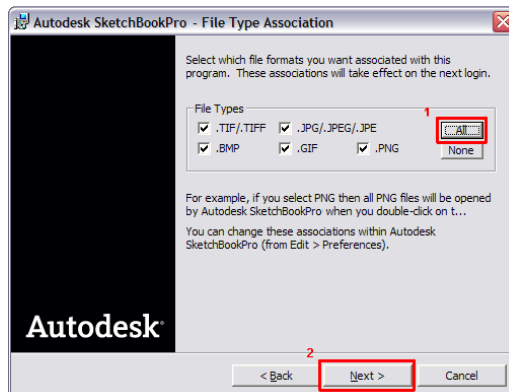 Autodesk SketchBookPro - File Type Association
Select which file formats you want associated with this
program. These associations will take effect on the next login.
File Types
1
.TIF/.TIFF .JPG/.JPEG/.JPE All
.BMP .GIF .PNG None
For example, if you select PNG then all PNG files will be opened
by Autodesk SketchBookPro when you double-click on t...
You can change these associations within Autodesk
SketchBookPro (from Edit > Preferences).
Autodesk
2
< Back Next > Cancel